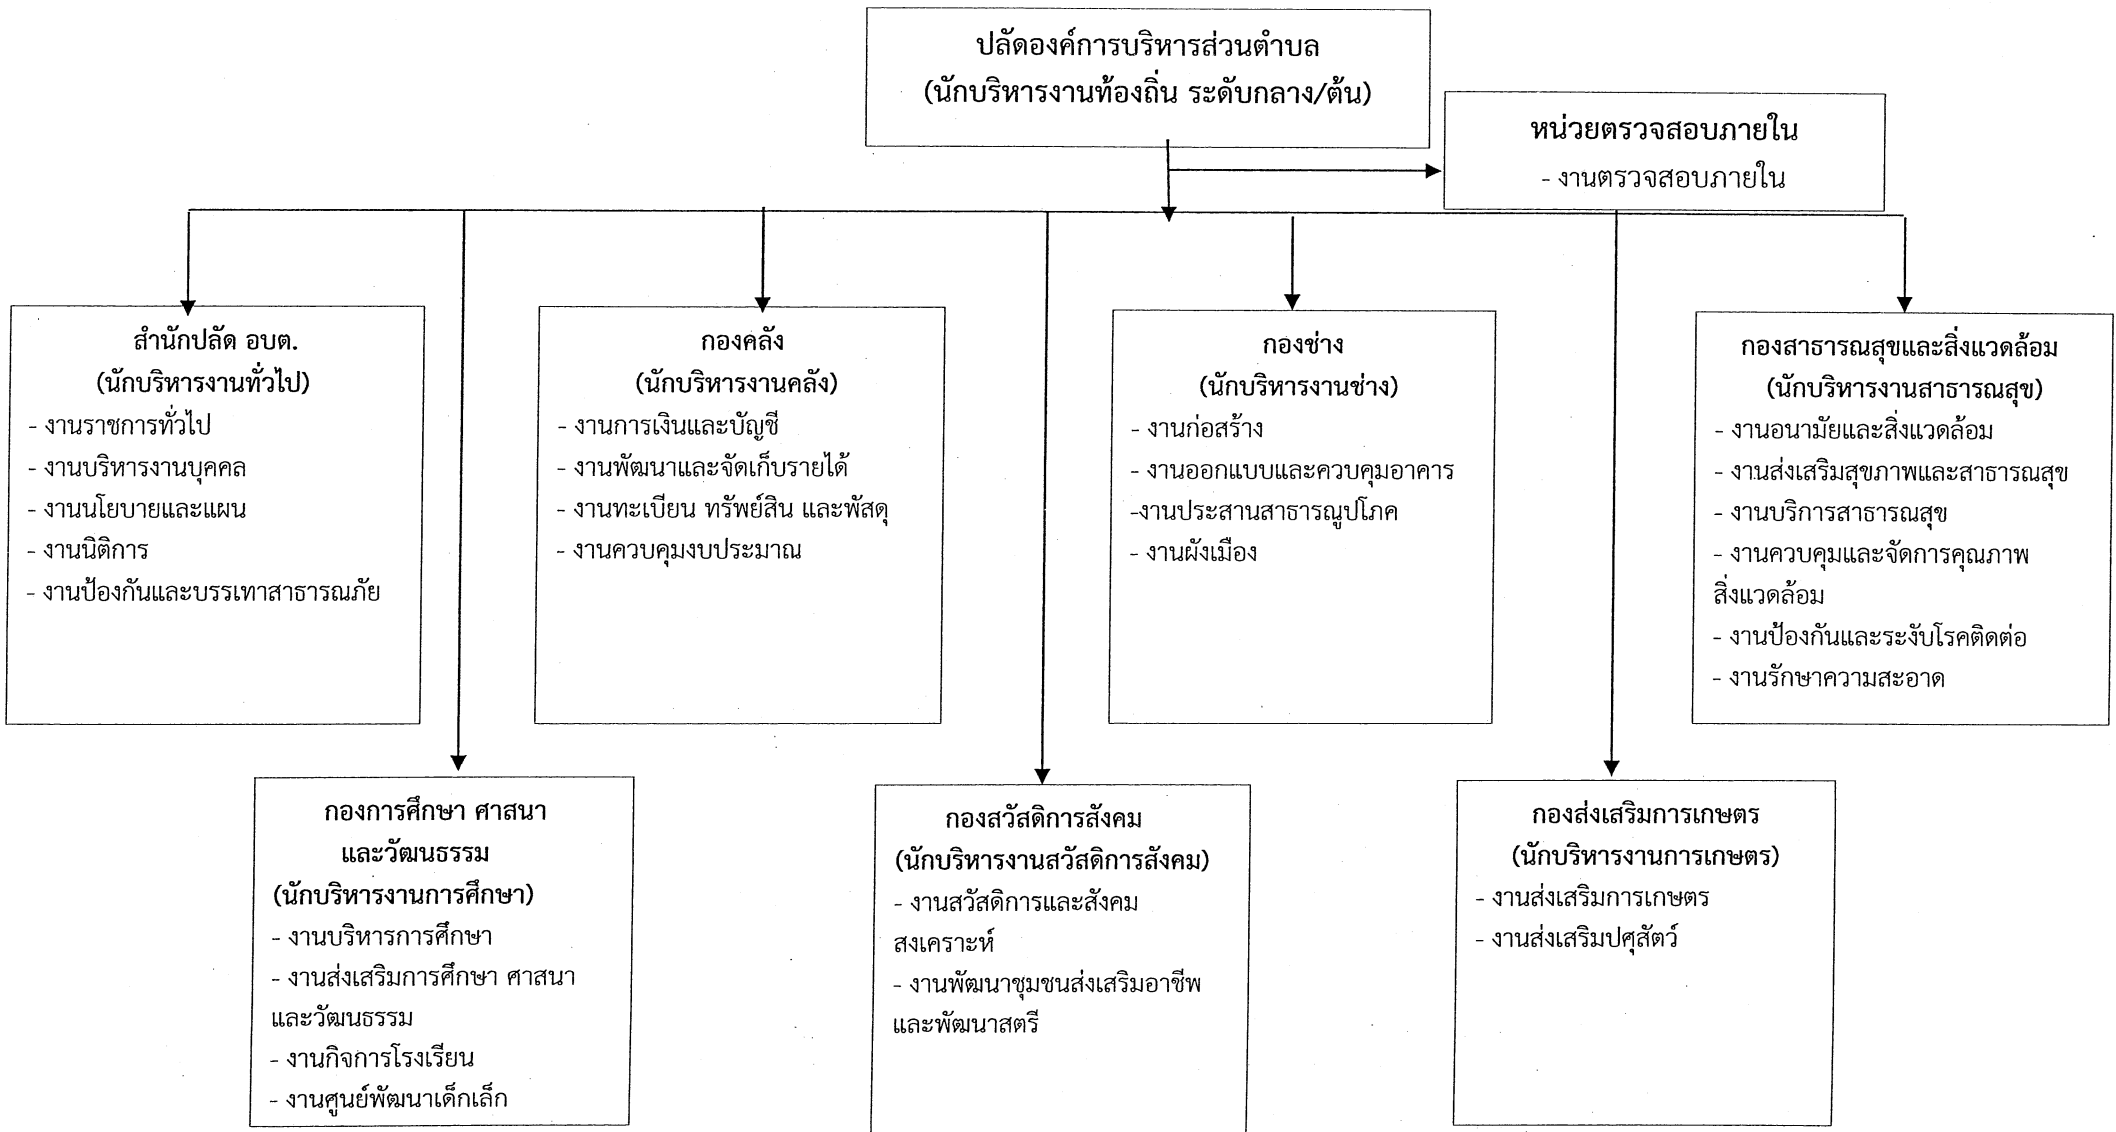 ปลัดองค์การบริหารส่วนตำบล
(นักบริหารงานท้องถิ่น ระดับกลาง/ต้น)
หน่วยตรวจสอบภายใน
- งานตรวจสอบภายใน
สำนักปลัด อบต.
(นักบริหารงานทั่วไป)
- งานราชการทั่วไป
- งานบริหารงานบุคคล
- งานนโยบายและแผน
- งานนิติการ
- งานป้องกันและบรรเทาสาธารณภัย
กองคลัง
(นักบริหารงานคลัง)
- งานการเงินและบัญชี
- งานพัฒนาและจัดเก็บรายได้
- งานทะเบียน ทรัพย์สิน และพัสดุ
- งานควบคุมงบประมาณ
กองช่าง
(นักบริหารงานช่าง)
- งานก่อสร้าง
- งานออกแบบและควบคุมอาคาร
-งานประสานสาธารณูปโภค
- งานผังเมือง
กองสาธารณสุขและสิ่งแวดล้อม
(นักบริหารงานสาธารณสุข)
- งานอนามัยและสิ่งแวดล้อม
- งานส่งเสริมสุขภาพและสาธารณสุข
- งานบริการสาธารณสุข
- งานควบคุมและจัดการคุณภาพ
สิ่งแวดล้อม
- งานป้องกันและระงับโรคติดต่อ
- งานรักษาความสะอาด
กองการศึกษา ศาสนา
และวัฒนธรรม
(นักบริหารงานการศึกษา)
- งานบริหารการศึกษา
- งานส่งเสริมการศึกษา ศาสนา
และวัฒนธรรม
- งานกิจการโรงเรียน
- งานศูนย์พัฒนาเด็กเล็ก
กองสวัสดิการสังคม
(นักบริหารงานสวัสดิการสังคม)
- งานสวัสดิการและสังคม
สงเคราะห์
- งานพัฒนาชุมชนส่งเสริมอาชีพ
และพัฒนาสตรี
กองส่งเสริมการเกษตร
(นักบริหารงานการเกษตร)
- งานส่งเสริมการเกษตร
- งานส่งเสริมปศุสัตว์